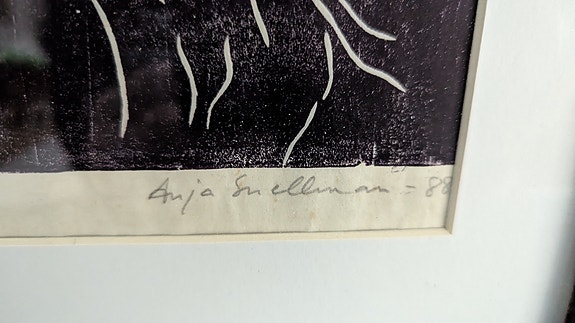 Anja Snellman = 88